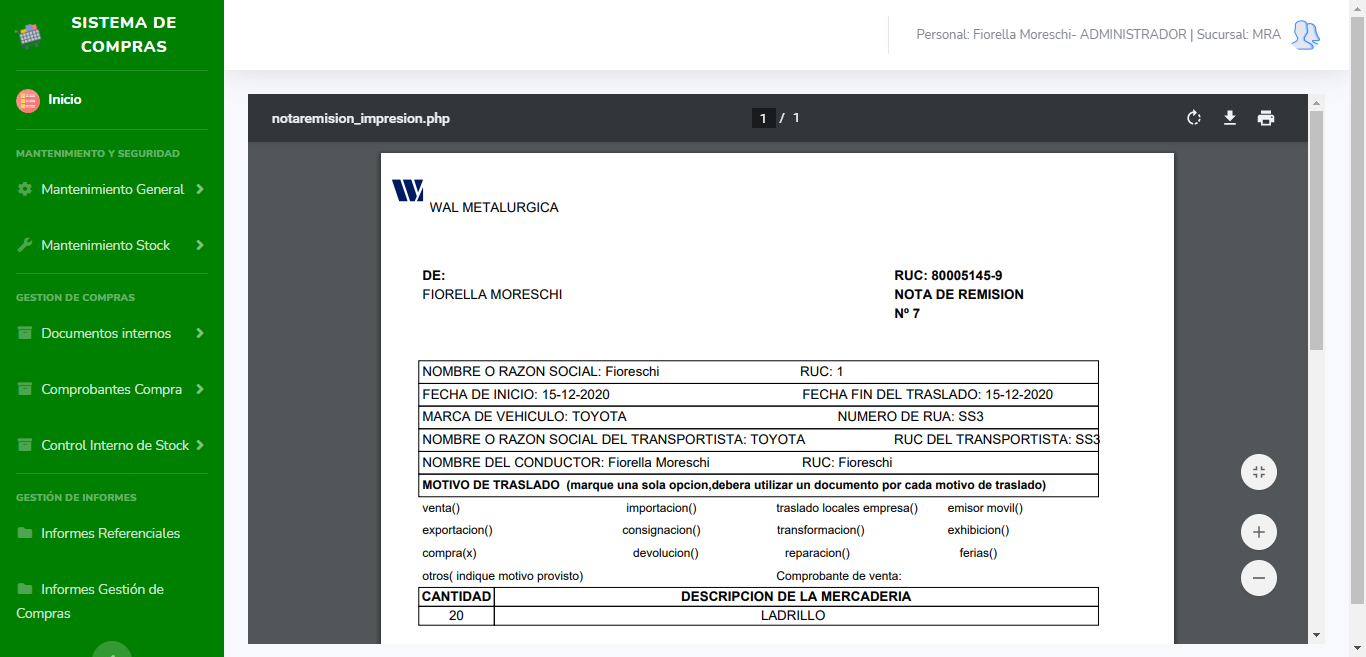 SISTEMA DE
COMPRAS
Inicio
MANTENIMIENTO Y SEGURIDAD
Mantenimiento General
Mantenimiento Stock
GESTION DE COMPRAS
Documentos internos
Comprobantes Compra
Control Interno de Stock
GESTIÓN DE INFORMES
Informes Referenciales
Informes Gestión de
Compras
Personal: Fiorella Moreschi- ADMINISTRADOR | Sucursal: MRA
notaremision_impresion.php 1 / 1
WAL METALURGICA
DE: RUC: 80005145-9
FIORELLA MORESCHI NOTA DE REMISION
Nº 7
NOMBRE O RAZON SOCIAL: Fioreschi RUC: 1
FECHA DE INICIO: 15-12-2020 FECHA FIN DEL TRASLADO: 15-12-2020
MARCA DE VEHICULO: TOYOTA NUMERO DE RUA: SS3
NOMBRE O RAZON SOCIAL DEL TRANSPORTISTA: TOYOTA RUC DEL TRANSPORTISTA: SS3
NOMBRE DEL CONDUCTOR: Fiorella Moreschi RUC: Fioreschi
MOTIVO DE TRASLADO (marque una sola opcion,debera utilizar un documento por cada motivo de traslado)
venta() importacion() traslado locales empresa() emisor movil()
exportacion() consignacion() transformacion() exhibicion()
compra(x) devolucion() reparacion() ferias()
otros( indique motivo provisto) Comprobante de venta:
CANTIDAD DESCRIPCION DE LA MERCADERIA
20 LADRILLO